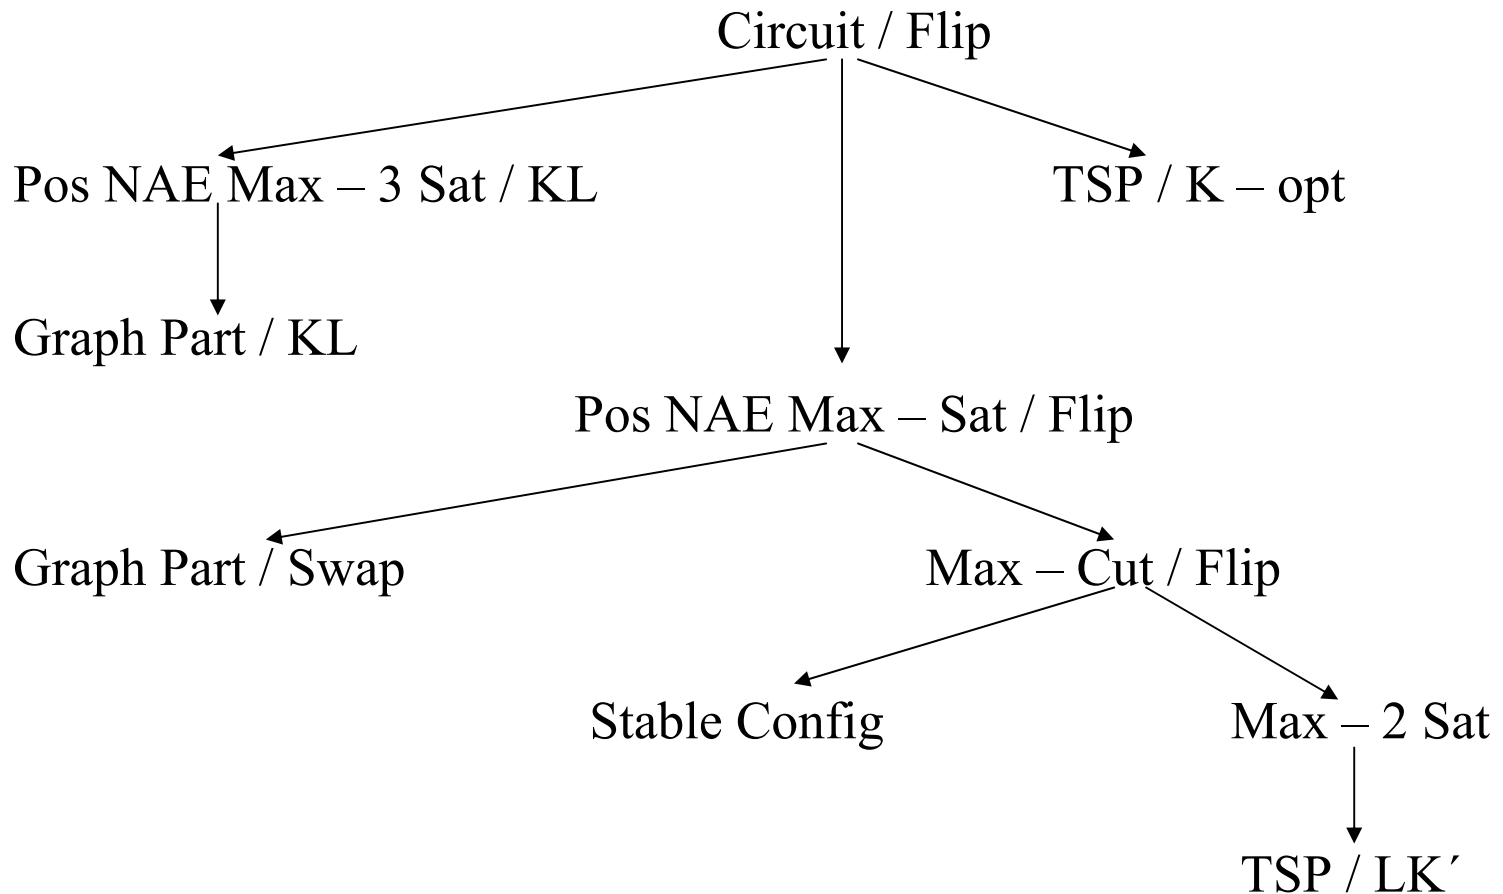 Circuit / Flip
Pos NAE Max – 3 Sat / KL
TSP / K – opt
Graph Part / KL
Pos NAE Max – Sat / Flip
Graph Part / Swap
Max – Cut / Flip
Stable Config
Max – 2 Sat
TSP / LK´